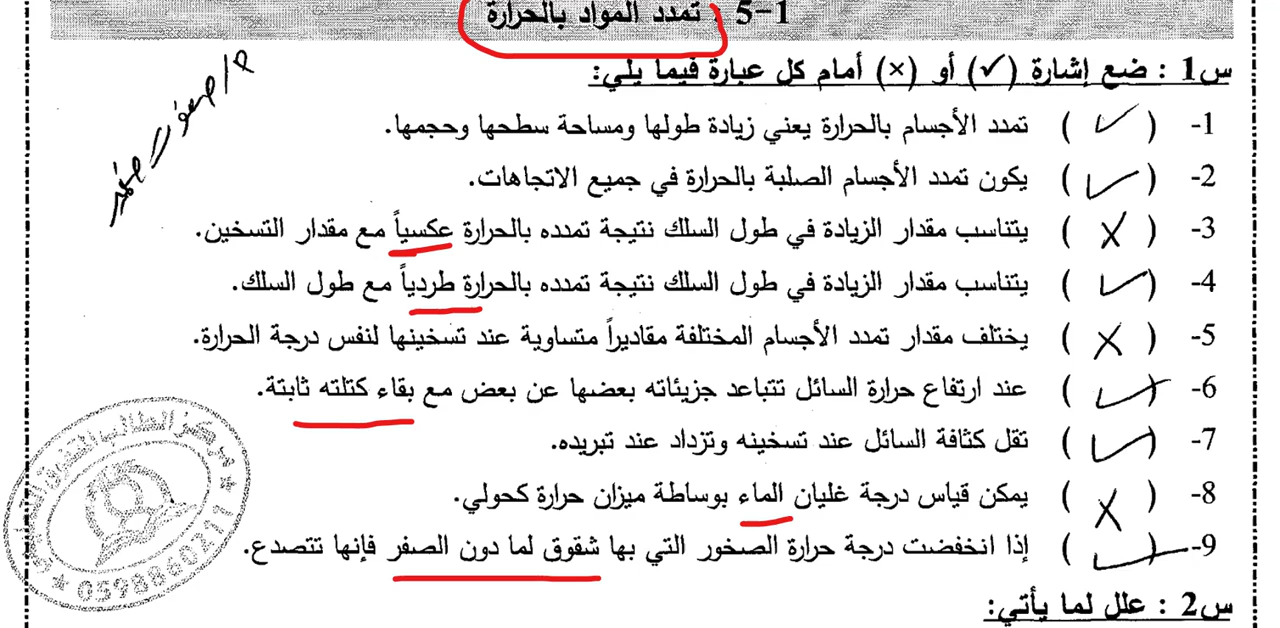 5-1 : تمدد المواد بالحرارة
س1 : ضع إشارة (✓) أو (×) أمام كل عبارة فيما يلي:
1- ( ✓ ) تمدد الأجسام بالحرارة يعني زيادة طولها ومساحة سطحها وحجمها.
2- ( ✓ ) يكون تمدد الأجسام الصلبة بالحرارة في جميع الاتجاهات.
3- ( × ) يتناسب مقدار الزيادة في طول السلك نتيجة تمدده بالحرارة عكسياً مع مقدار التسخين.
4- ( ✓ ) يتناسب مقدار الزيادة في طول السلك نتيجة تمدده بالحرارة طردياً مع طول السلك.
5- ( × ) يختلف مقدار تمدد الأجسام المختلفة مقاديراً متساوية عند تسخينها لنفس درجة الحرارة.
6- ( ✓ ) عند ارتفاع حرارة السائل تتباعد جزيئاته بعضها عن بعض مع بقاء كتلته ثابتة.
7- ( ✓ ) تقل كثافة السائل عند تسخينه وتزداد عند تبريده.
8- ( × ) يمكن قياس درجة غليان الماء بوساطة ميزان حرارة كحولي.
9- ( ✓ ) إذا انخفضت درجة حرارة الصخور التي بها شقوق لما دون الصفر فإنها تتصدع.
س2 : علل لما يأتي:
مركز الطالب المتفوق
0598860211